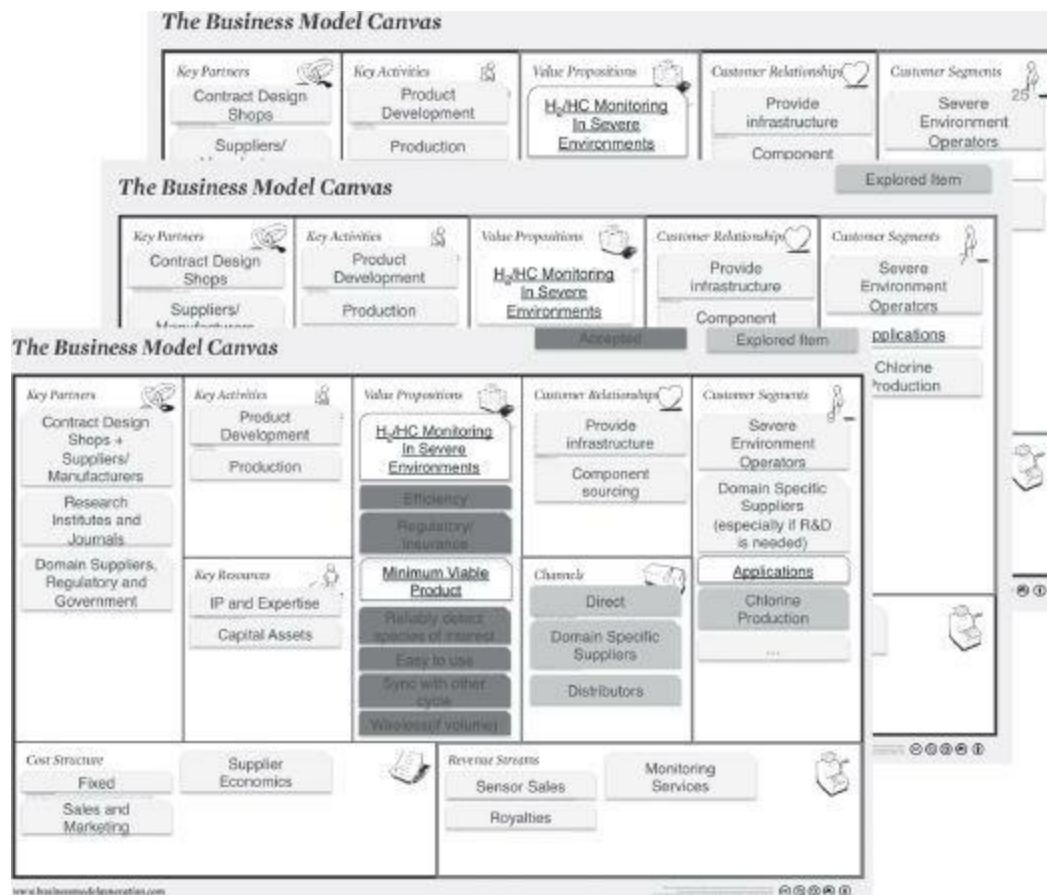 The Business Model Canvas
Key Partners
Key Activities
Value Propositions
Customer Relationships
Customer Segments
Contract Design
Shops
Suppliers/
Product
Development
Production
H2/HC Monitoring
In Severe
Environments
Provide
infrastructure
Component
25
Severe
Environment
Operators
Explored Item
The Business Model Canvas
Key Partners
Key Activities
Value Propositions
Customer Relationships
Customer Segments
Contract Design
Shops
Suppliers/
Manufacturers
Product
Development
Production
H2/HC Monitoring
In Severe
Environments
Provide
infrastructure
Component
Severe
Environment
Operators
pplications
Chlorine
Production
Accepted
Explored Item
The Business Model Canvas
Key Partners
Contract Design
Shops +
Suppliers/
Manufacturers
Research
Institutes and
Journals
Domain Suppliers,
Regulatory and
Government
Key Activities
Product
Development
Production
Key Resources
IP and Expertise
Capital Assets
Value Propositions
H2/HC Monitoring
In Severe
Environments
Efficiency
Regulatory/
Insurance
Minimum Viable
Product
Reliably detect
species of interest
Easy to use
Sync with other
cycle
Wireless(if volume)
Customer Relationships
Provide
infrastructure
Component
sourcing
Channels
Direct
Domain Specific
Suppliers
Distributors
Customer Segments
Severe
Environment
Operators
Domain Specific
Suppliers
(especially if R&D
is needed)
Applications
Chlorine
Production
...
Cost Structure
Fixed
Sales and
Marketing
Supplier
Economics
Revenue Streams
Sensor Sales
Royalties
Monitoring
Services
www.businessmodelgeneration.com